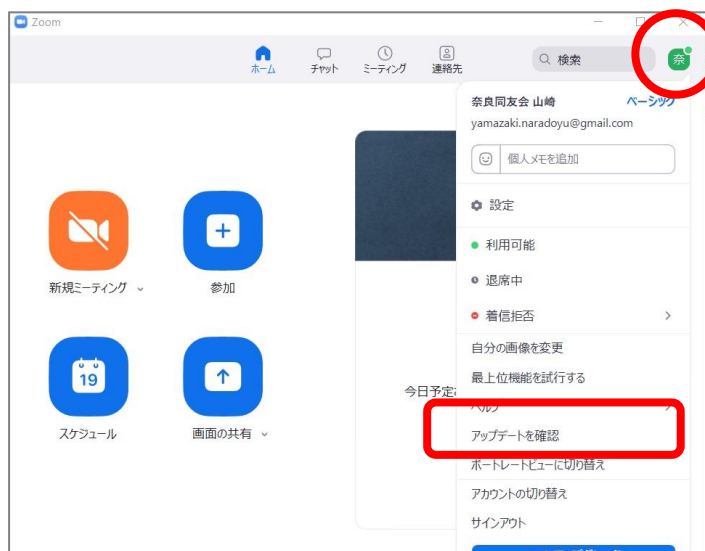 Zoom
ホーム
チャット
ミーティング
連絡先
検索
奈
奈良同友会 山崎 ベーシック
yamazaki.naradoyu@gmail.com
個人メモを追加
設定
利用可能
退席中
着信拒否
自分の画像を変更
最上位機能を試行する
ヘルプ
アップデートを確認
ポートレートビューに切り替え
アカウントの切り替え
サインアウト
新規ミーティング
参加
19
スケジュール
画面の共有
今日予定